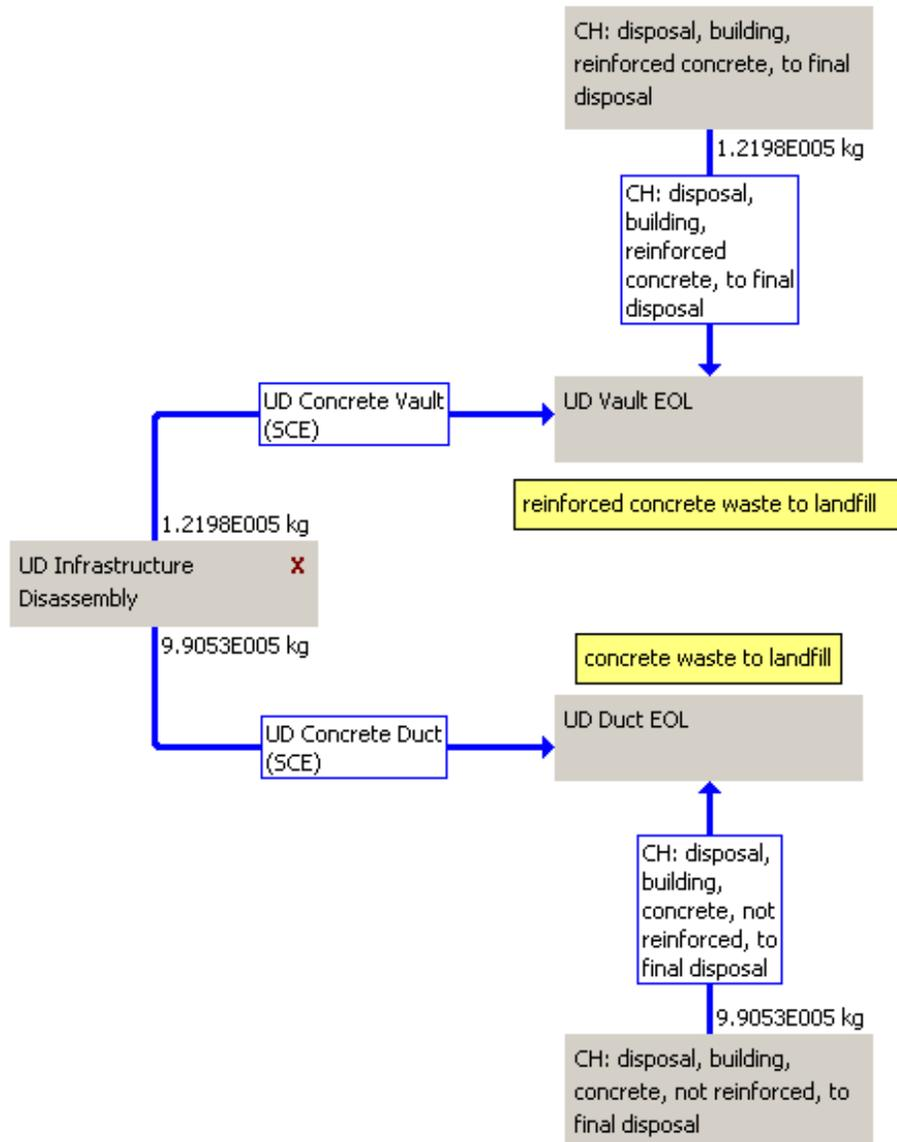 CH: disposal, building,
reinforced concrete, to final
disposal
1.2198E005 kg
CH: disposal,
building,
reinforced
concrete, to final
disposal
UD Concrete Vault
(SCE)
UD Vault EOL
reinforced concrete waste to landfill
1.2198E005 kg
UD Infrastructure X
Disassembly
9.9053E005 kg
concrete waste to landfill
UD Concrete Duct
(SCE)
UD Duct EOL
CH: disposal,
building,
concrete, not
reinforced, to
final disposal
9.9053E005 kg
CH: disposal, building,
concrete, not reinforced, to
final disposal